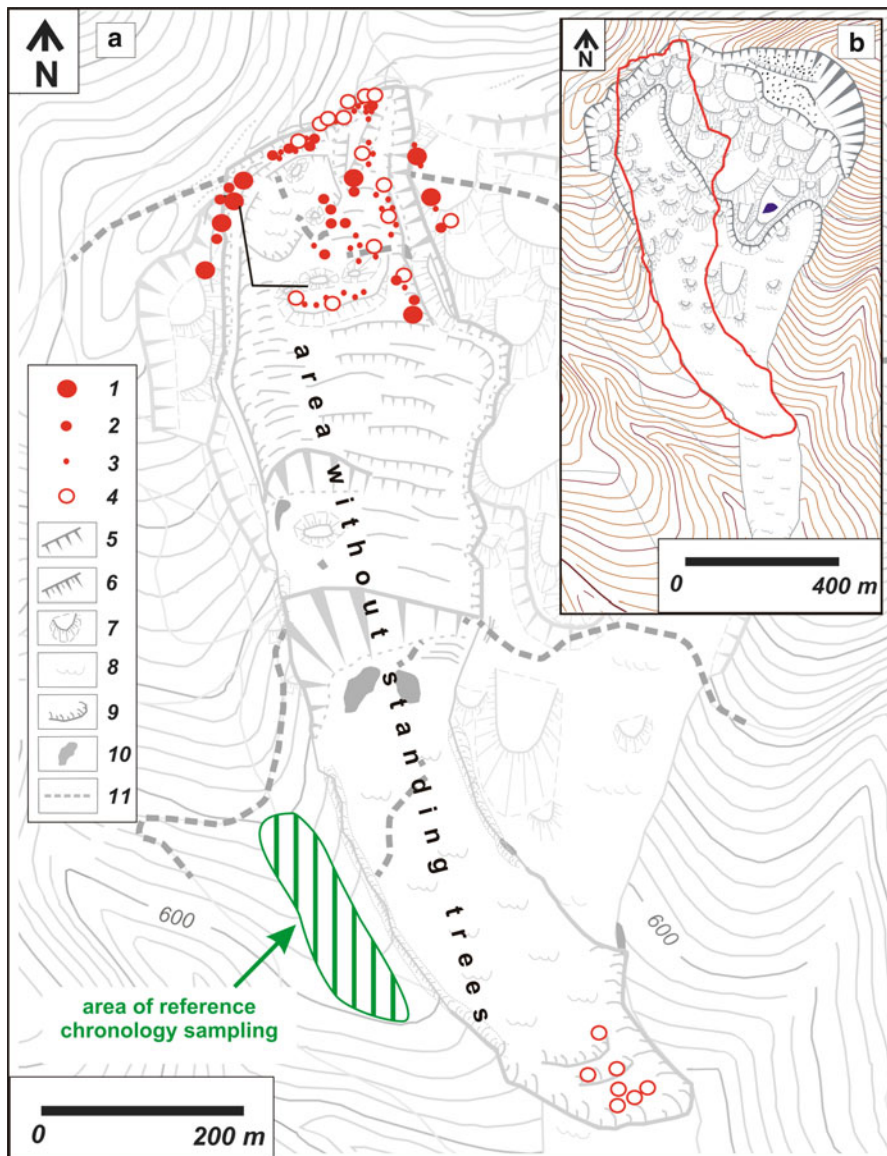 a
N
b
N
0 400 m
1
2
3
4
5
6
7
8
9
10
11
area without standing trees
600
600
area of reference
chronology sampling
0 200 m